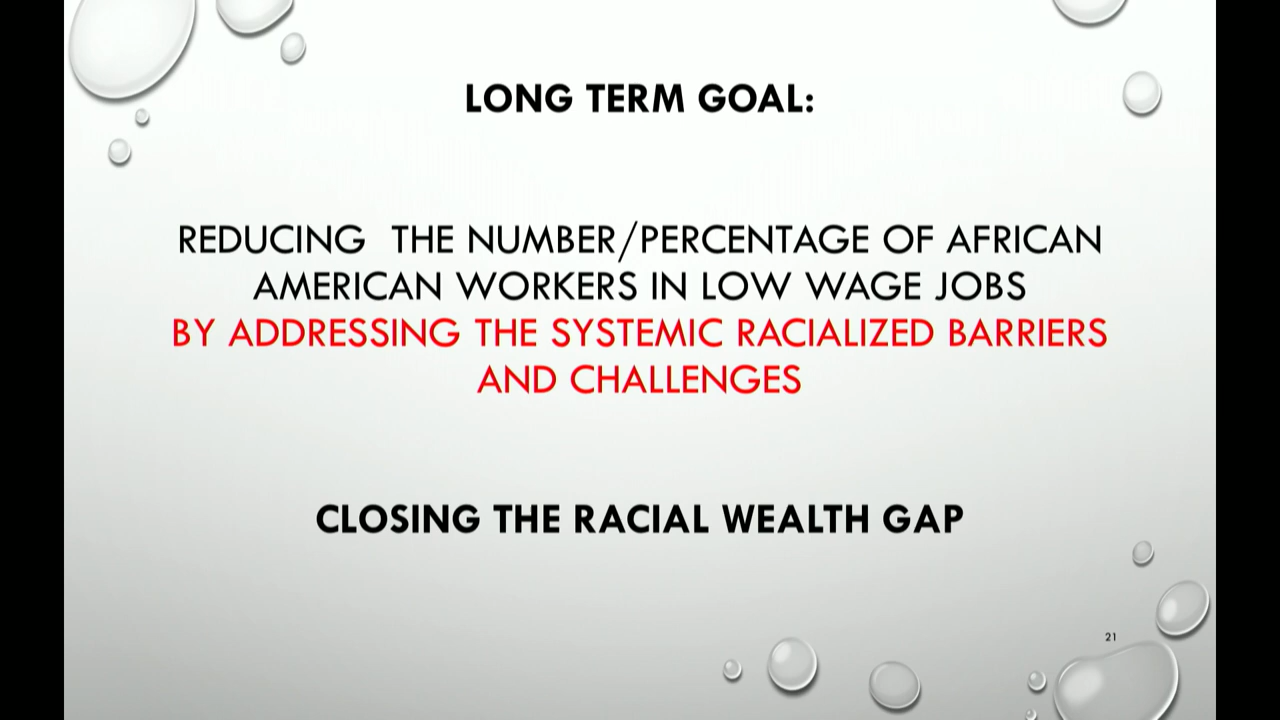 LONG TERM GOAL:
REDUCING  THE NUMBER/PERCENTAGE OF AFRICAN
AMERICAN WORKERS IN LOW WAGE JOBS
BY ADDRESSING THE SYSTEMIC RACIALIZED BARRIERS
AND CHALLENGES
CLOSING THE RACIAL WEALTH GAP
21